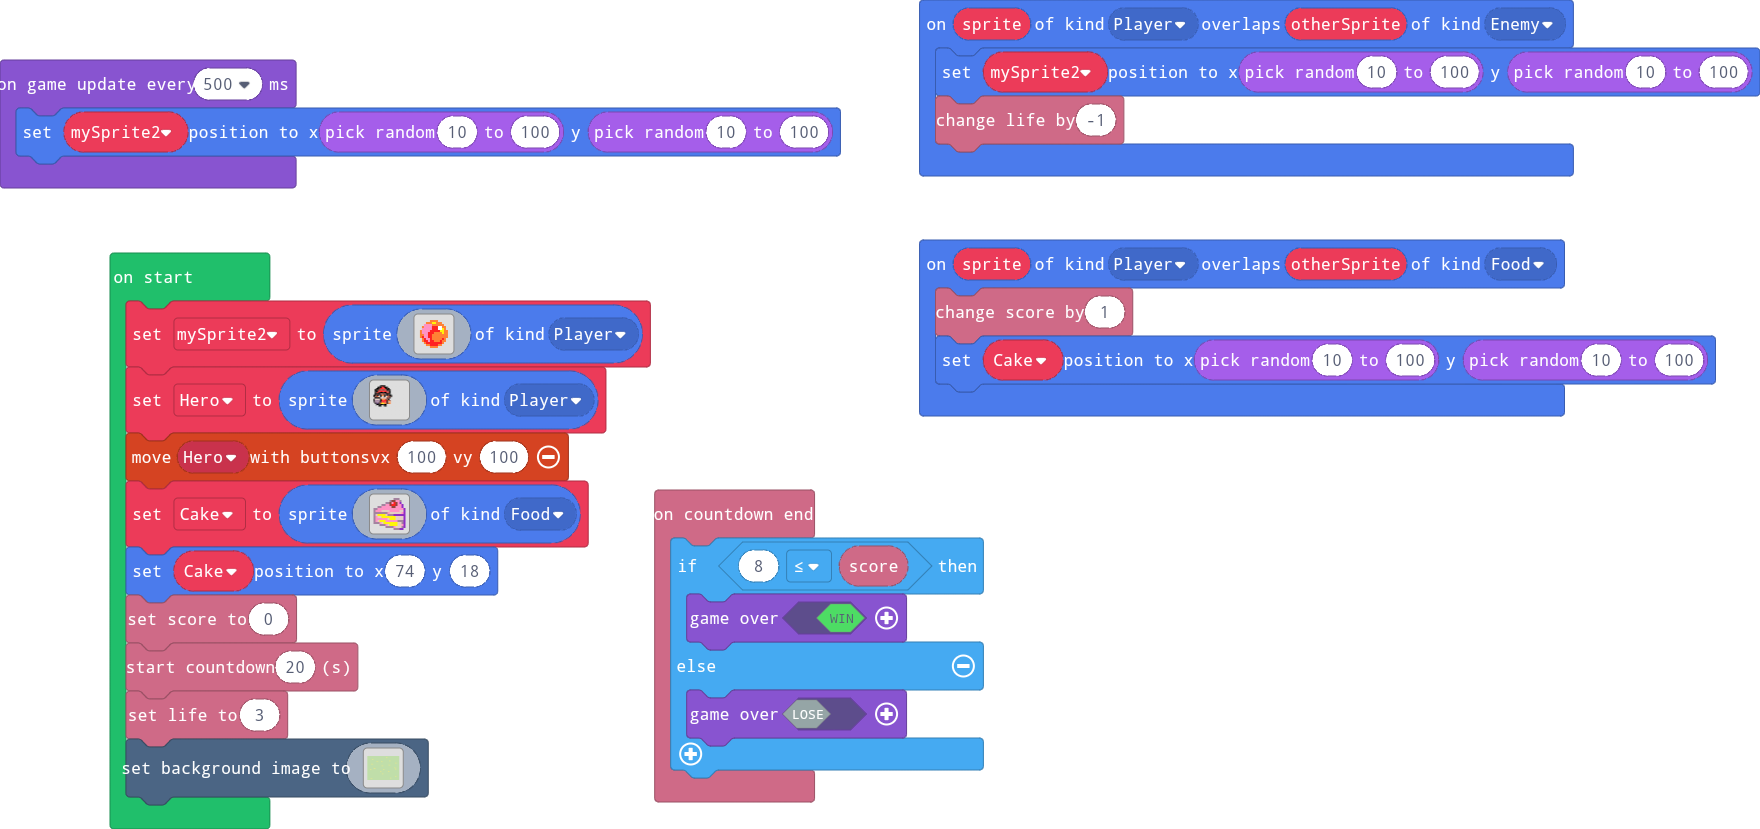 on game update every 500 ms
set mySprite2 position to x pick random 10 to 100 y pick random 10 to 100
on start
set mySprite2 to sprite of kind Player
set Hero to sprite of kind Player
move Hero with buttons vx 100 vy 100
set Cake to sprite of kind Food
set Cake position to x 74 y 18
set score to 0
start countdown 20 (s)
set life to 3
set background image to
on countdown end
if 8 ≤ score then
game over WIN
else
game over LOSE
on sprite of kind Player overlaps otherSprite of kind Enemy
set mySprite2 position to x pick random 10 to 100 y pick random 10 to 100
change life by -1
on sprite of kind Player overlaps otherSprite of kind Food
change score by 1
set Cake position to x pick random 10 to 100 y pick random 10 to 100